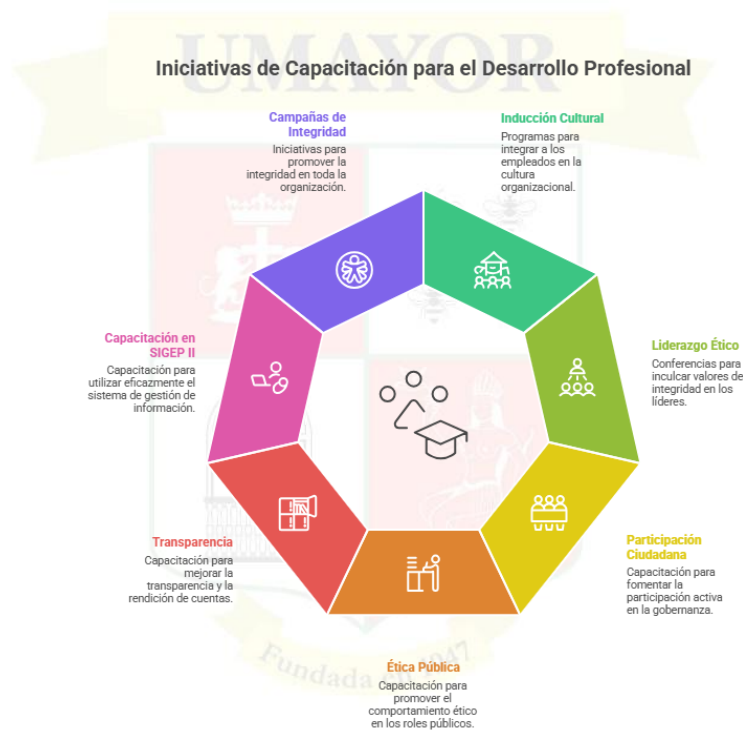 UMAYOR
Iniciativas de Capacitación para el Desarrollo Profesional
Campañas de
Integridad
Iniciativas para
promover la
integridad en toda la
organización.
Inducción Cultural
Programas para
integrar a los
empleados en la
cultura
organizacional.
Capacitación en
SIGEP II
Capacitación para
utilizar eficazmente el
sistema de gestión de
información.
Liderazgo Ético
Conferencias para
inculcar valores de
integridad en los
líderes.
Transparencia
Capacitación para
mejorar la
transparencia y la
rendición de cuentas.
Participación
Ciudadana
Capacitación para
fomentar la
participación activa
en la gobernanza.
Ética Pública
Capacitación para
promover el
comportamiento ético
en los roles públicos.
Fundada en 1947